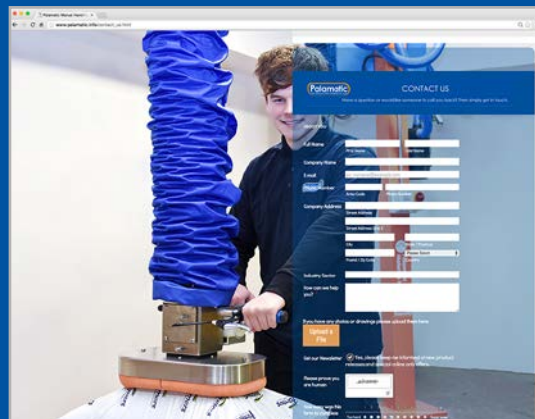 Palamatic Manual Handl
www.palamatic.info/contact_us.html
Palamatic
CONTACT US
Have a question or would like someone to call you back? Then simply get in touch.
Full Name
First Name
Last Name
Company Name
E-mail
Phone Number
Area Code
Phone Number
Company Address
Street Address
Street Address Line 2
City
State / Province
Please Select
Postal / Zip Code
Country
Industry Sector
How can we help
you?
If you have any photos or drawings please upload them here.
Upload a
File
Get our Newsletter
Yes, please keep me informed of new product
releases and special online only offers.
Please prove you
are human